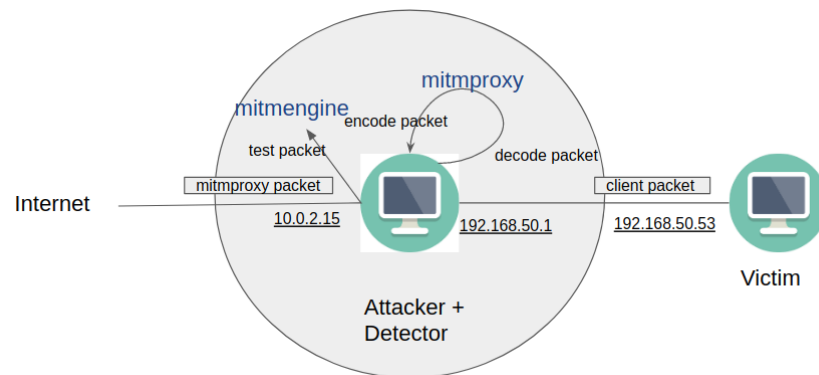 mitmproxy
mitmengine
encode packet
test packet
decode packet
mitmproxy packet
client packet
Internet
10.0.2.15
192.168.50.1
192.168.50.53
Victim
Attacker +
Detector